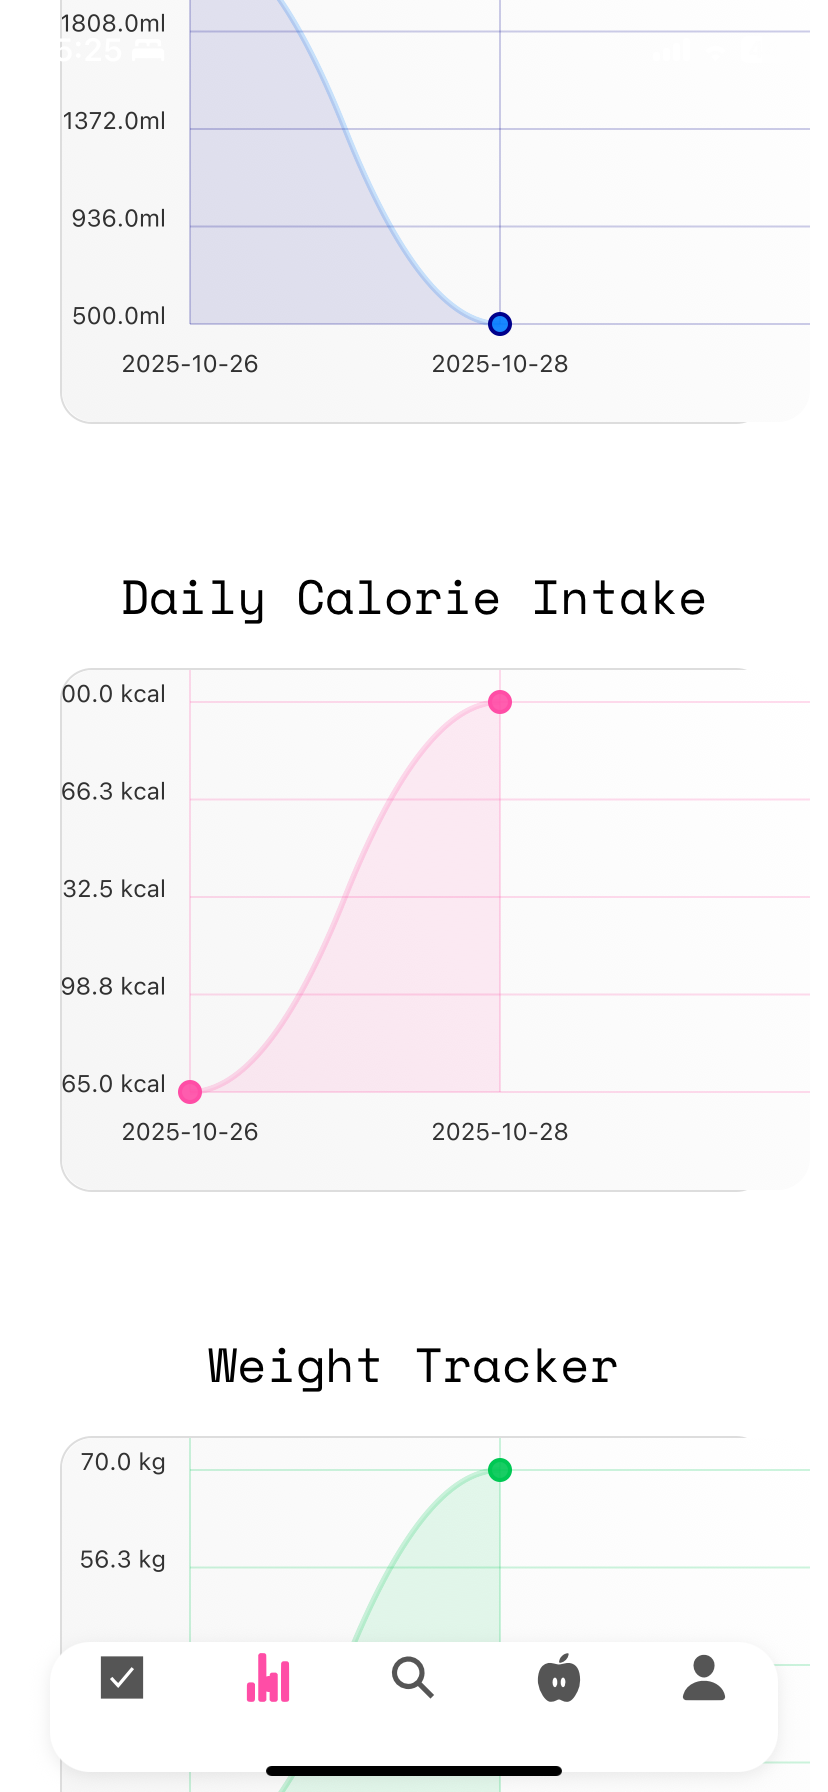 1808.0ml
6:25
1372.0ml
936.0ml
500.0ml
2025-10-26 2025-10-28
Daily Calorie Intake
00.0 kcal
66.3 kcal
32.5 kcal
98.8 kcal
65.0 kcal
2025-10-26 2025-10-28
Weight Tracker
70.0 kg
56.3 kg